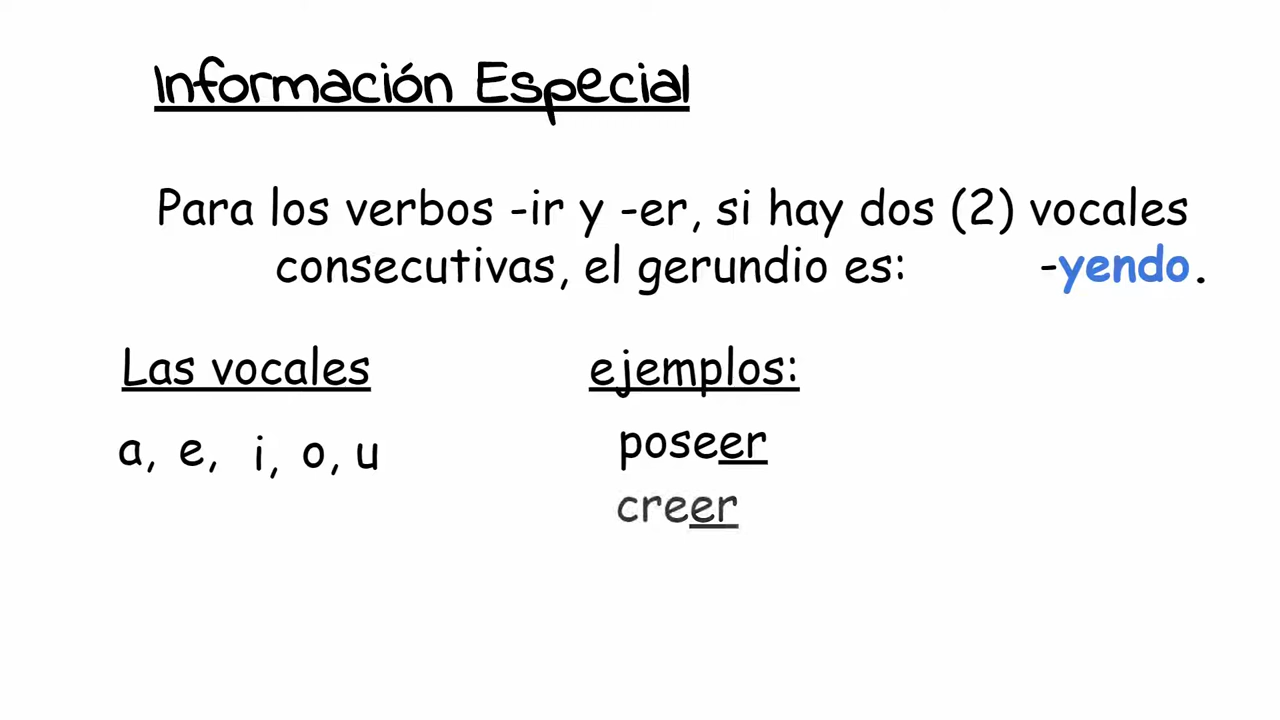 Información Especial
Para los verbos -ir y -er, si hay dos (2) vocales
consecutivas, el gerundio es: -yendo.
Las vocales
a, e, i, o, u
ejemplos:
poseer
creer